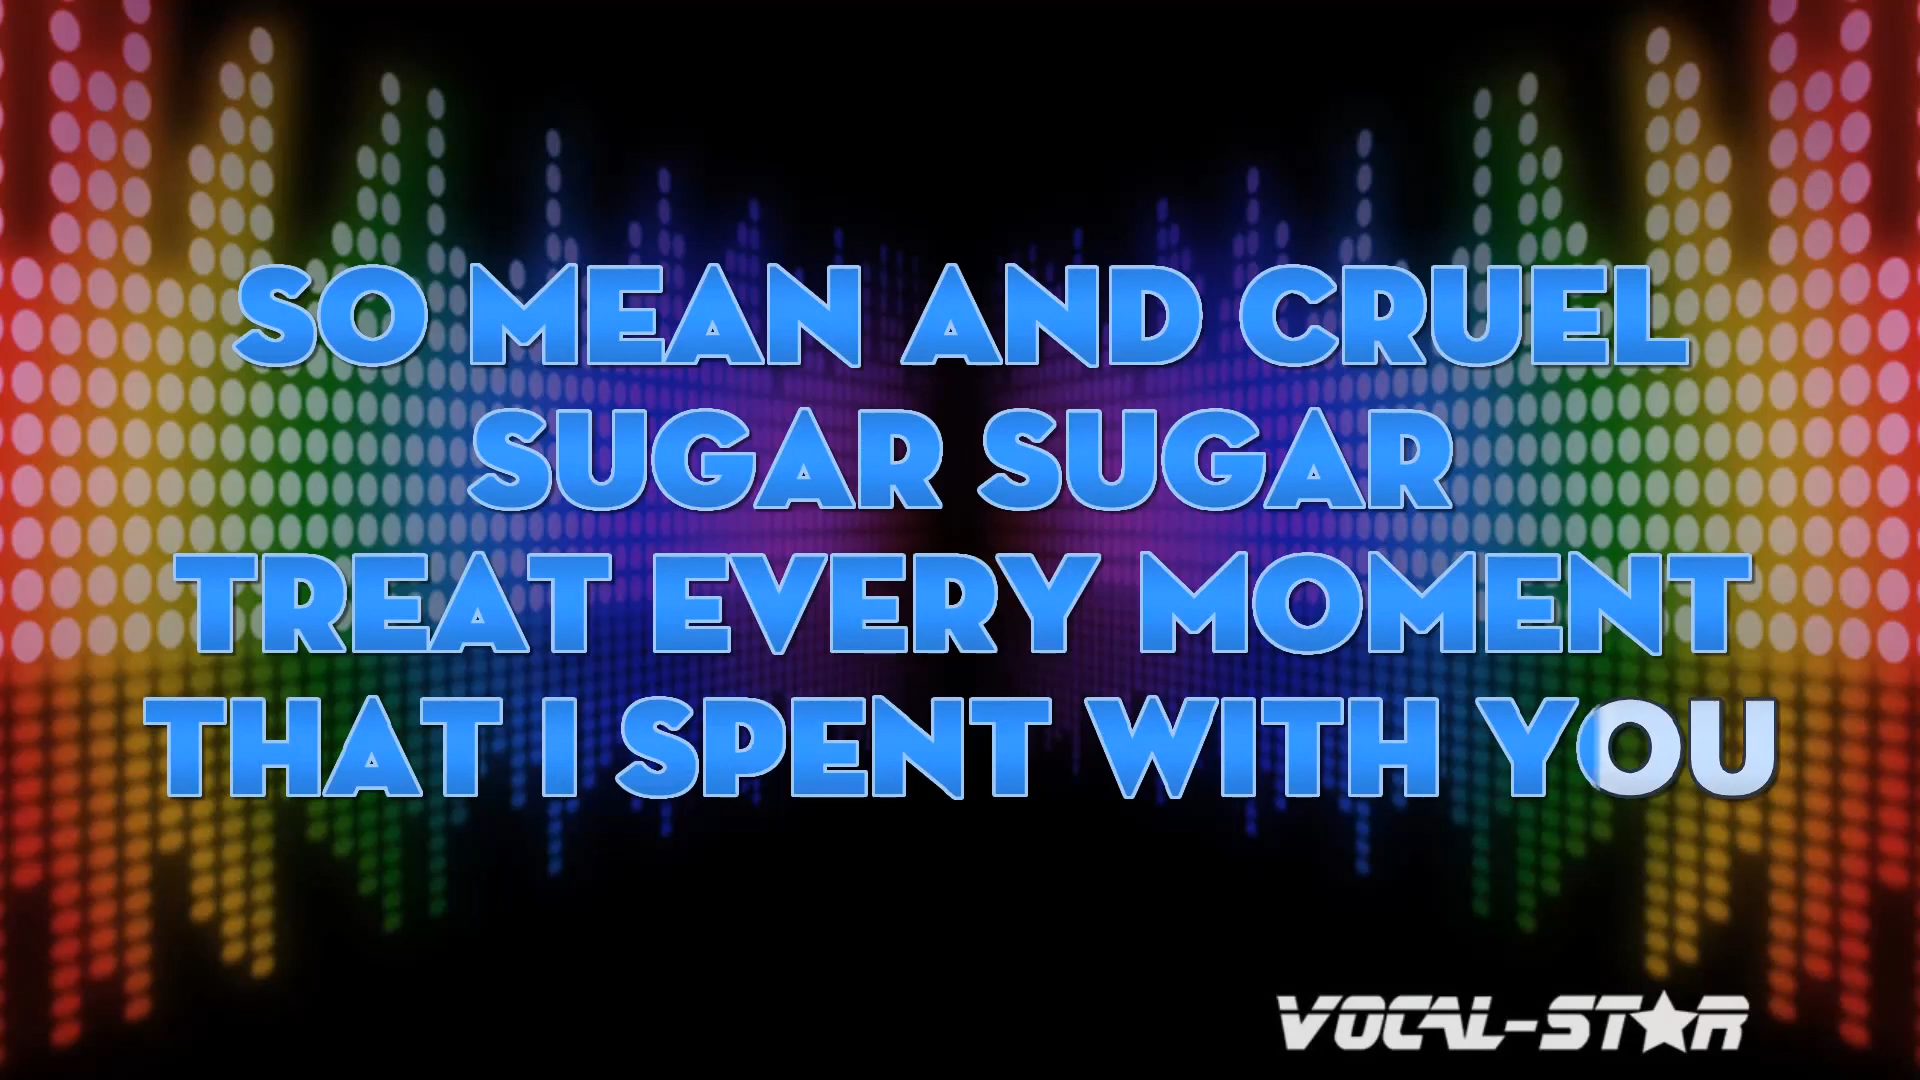 SO MEAN AND CRUEL
SUGAR SUGAR
TREAT EVERY MOMENT
THAT I SPENT WITH YOU
VOCAL-STAR